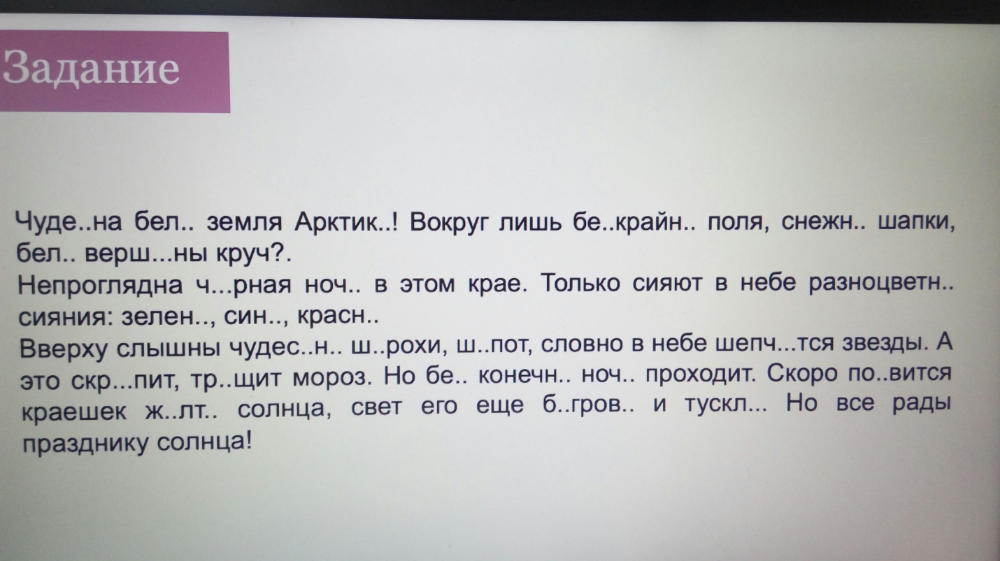 Задание
Чуде..на бел.. земля Арктик..! Вокруг лишь бе..крайн.. поля, снежн.. шапки,
бел.. верш...ны круч?.
Непроглядна ч...рная ноч.. в этом крае. Только сияют в небе разноцветн..
сияния: зелен.., син.., красн..
Вверху слышны чудес..н.. ш..рохи, ш..пот, словно в небе шепч...тся звезды. А
это скр...пит, тр..щит мороз. Но бе.. конечн.. ноч.. проходит. Скоро по..вится
краешек ж..лт.. солнца, свет его еще б..гров.. и тускл... Но все рады
празднику солнца!